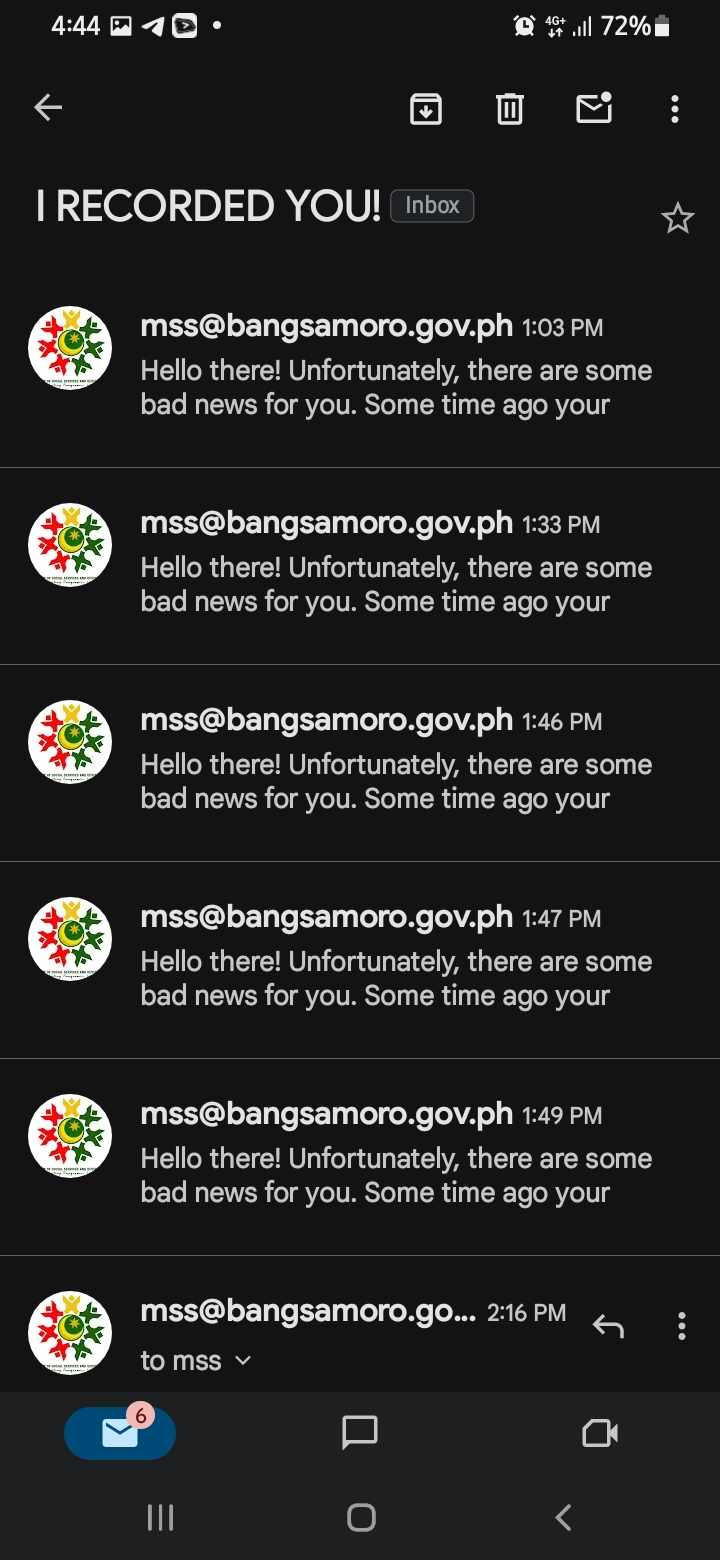 4:44 4G+ 72%
I RECORDED YOU! Inbox
mss@bangsamoro.gov.ph 1:03 PM
Hello there! Unfortunately, there are some
bad news for you. Some time ago your
mss@bangsamoro.gov.ph 1:33 PM
Hello there! Unfortunately, there are some
bad news for you. Some time ago your
mss@bangsamoro.gov.ph 1:46 PM
Hello there! Unfortunately, there are some
bad news for you. Some time ago your
mss@bangsamoro.gov.ph 1:47 PM
Hello there! Unfortunately, there are some
bad news for you. Some time ago your
mss@bangsamoro.gov.ph 1:49 PM
Hello there! Unfortunately, there are some
bad news for you. Some time ago your
mss@bangsamoro.go... 2:16 PM
to mss
6